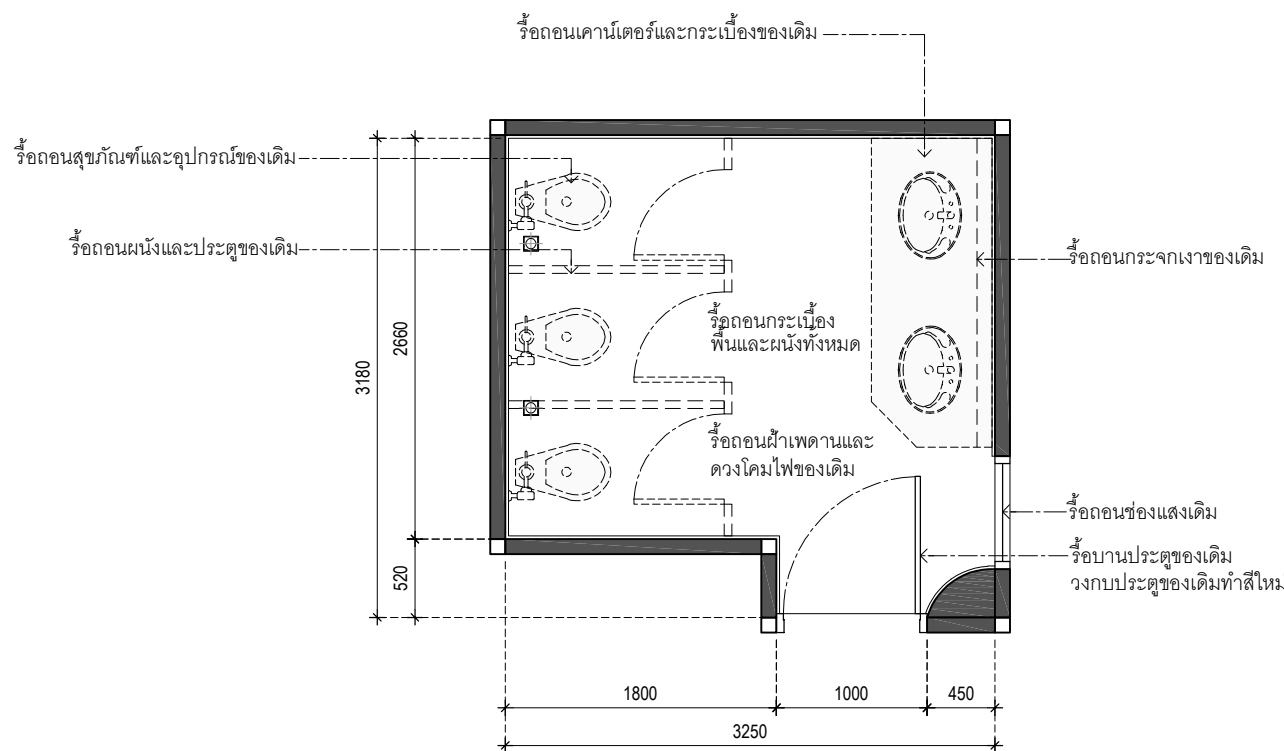 รื้อถอนเคาน์เตอร์และกระเบื้องของเดิม
รื้อถอนสุขภัณฑ์และอุปกรณ์ของเดิม
รื้อถอนผนังและประตูของเดิม
รื้อถอนกระจกเงาของเดิม
รื้อถอนกระเบื้อง
พื้นและผนังทั้งหมด
2660
3180
รื้อถอนฝ้าเพดานและ
ดวงโคมไฟของเดิม
รื้อถอนช่องแสงเดิม
รื้อบานประตูของเดิม
วงกบประตูของเดิมทำสีใหม
520
1800
1000
450
3250